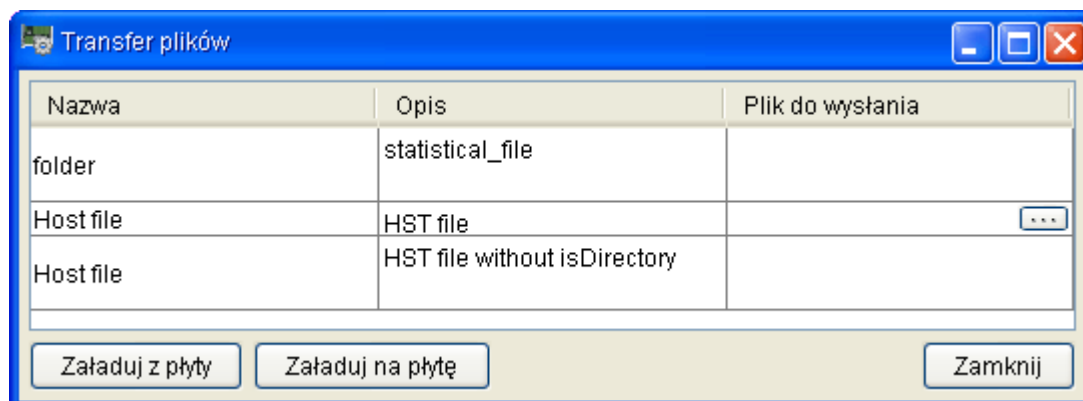 Transfer plików
Nazwa Opis Plik do wysłania
folder statistical_file
Host file HST file ...
Host file HST file without isDirectory
Załaduj z płyty Załaduj na płytę Zamknij